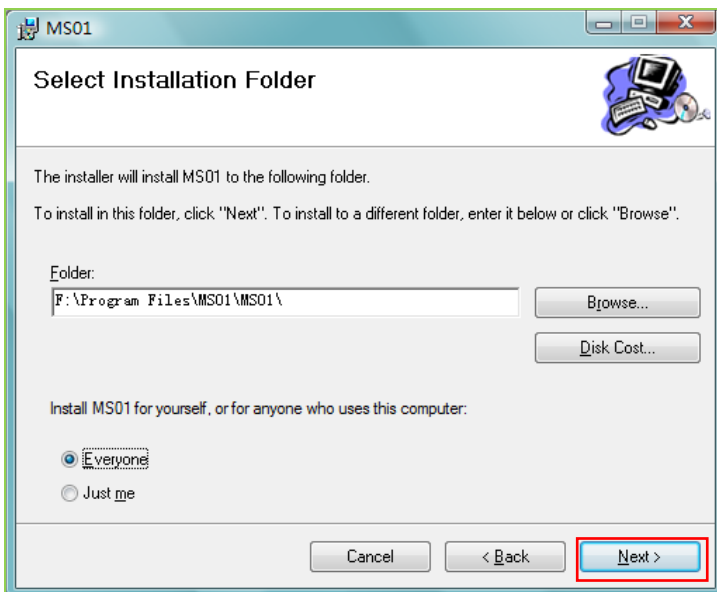 MS01
Select Installation Folder
The installer will install MS01 to the following folder.
To install in this folder, click "Next". To install to a different folder, enter it below or click "Browse".
Folder:
F:\Program Files\MS01\MS01\
Browse...
Disk Cost...
Install MS01 for yourself, or for anyone who uses this computer:
Everyone
Just me
Cancel
< Back
Next >